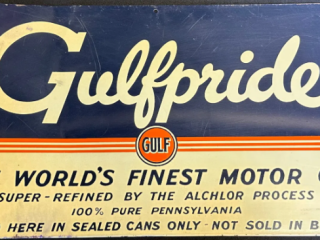 Gulfpride
GULF
WORLD'S FINEST MOTOR
SUPER-REFINED BY THE ALCHLOR PROCESS
100% PURE PENNSYLVANIA
HERE IN SEALED CANS ONLY - NOT SOLD IN